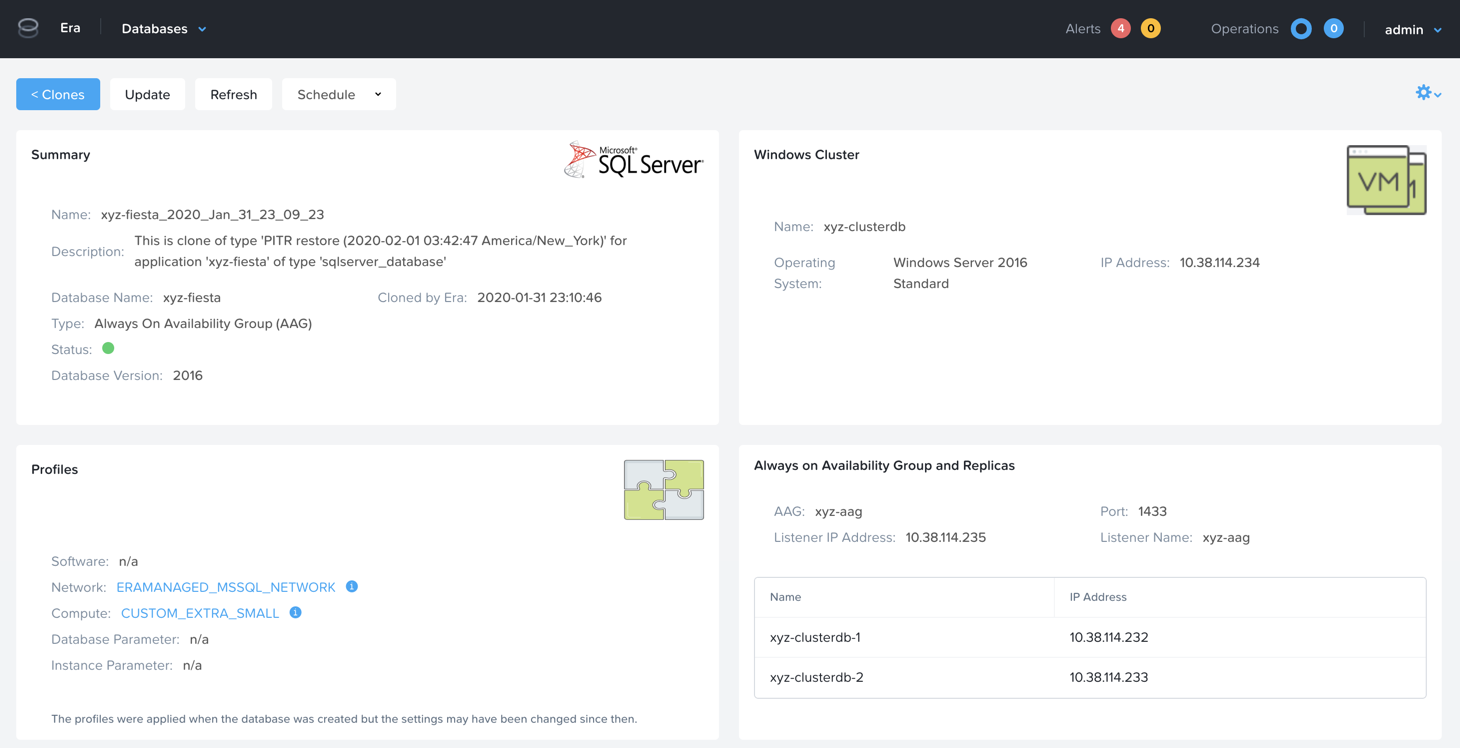 Era
Databases
Alerts 4 0
Operations 0
admin
< Clones
Update
Refresh
Schedule
Summary
Microsoft®
SQL Server®
Name: xyz-fiesta_2020_Jan_31_23_09_23
Description: This is clone of type 'PITR restore (2020-02-01 03:42:47 America/New_York)' for
application 'xyz-fiesta' of type 'sqlserver_database'
Database Name: xyz-fiesta
Cloned by Era: 2020-01-31 23:10:46
Type: Always On Availability Group (AAG)
Status:
Database Version: 2016
Windows Cluster
VM
Name: xyz-clusterdb
Operating System: Windows Server 2016 Standard
IP Address: 10.38.114.234
Profiles
Software: n/a
Network: ERAMANAGED_MSSQL_NETWORK 1
Compute: CUSTOM_EXTRA_SMALL 1
Database Parameter: n/a
Instance Parameter: n/a
The profiles were applied when the database was created but the settings may have been changed since then.
Always on Availability Group and Replicas
AAG: xyz-aag
Port: 1433
Listener IP Address: 10.38.114.235
Listener Name: xyz-aag
Name IP Address
xyz-clusterdb-1 10.38.114.232
xyz-clusterdb-2 10.38.114.233